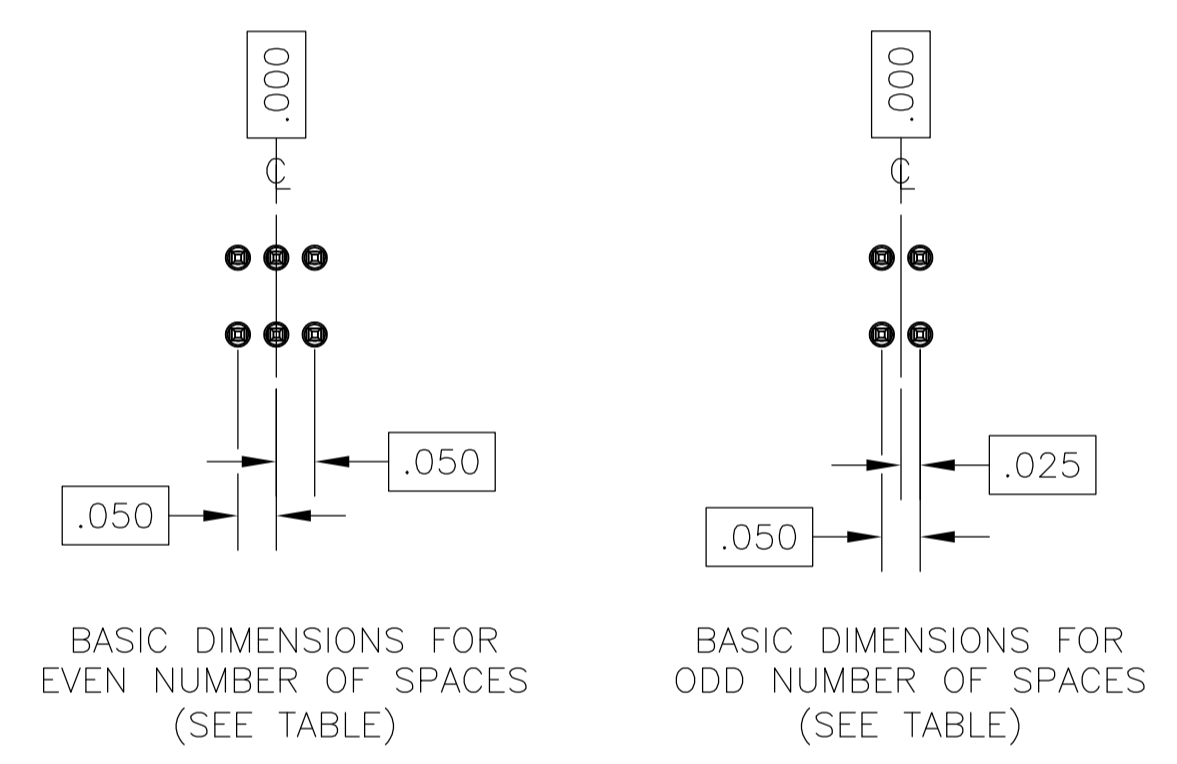 .000
℄
.050
.050
BASIC DIMENSIONS FOR
EVEN NUMBER OF SPACES
(SEE TABLE)
.000
℄
.025
.050
BASIC DIMENSIONS FOR
ODD NUMBER OF SPACES
(SEE TABLE)